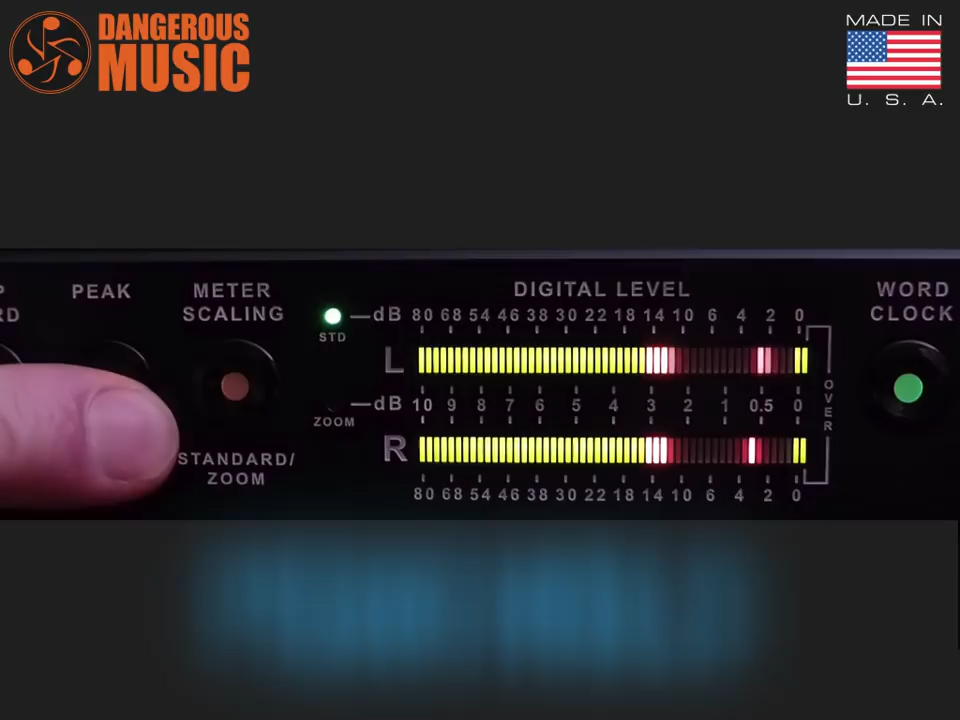 DANGEROUS
MUSIC
MADE IN
U. S. A.
PEAK
METER
SCALING
STD
ZOOM
STANDARD/
ZOOM
DIGITAL LEVEL
dB 80 68 54 46 38 30 22 18 14 10 6 4 2 0
L
dB 10 9 8 7 6 5 4 3 2 1 0.5 0
R
80 68 54 46 38 30 22 18 14 10 6 4 2 0
OVER
WORD
CLOCK